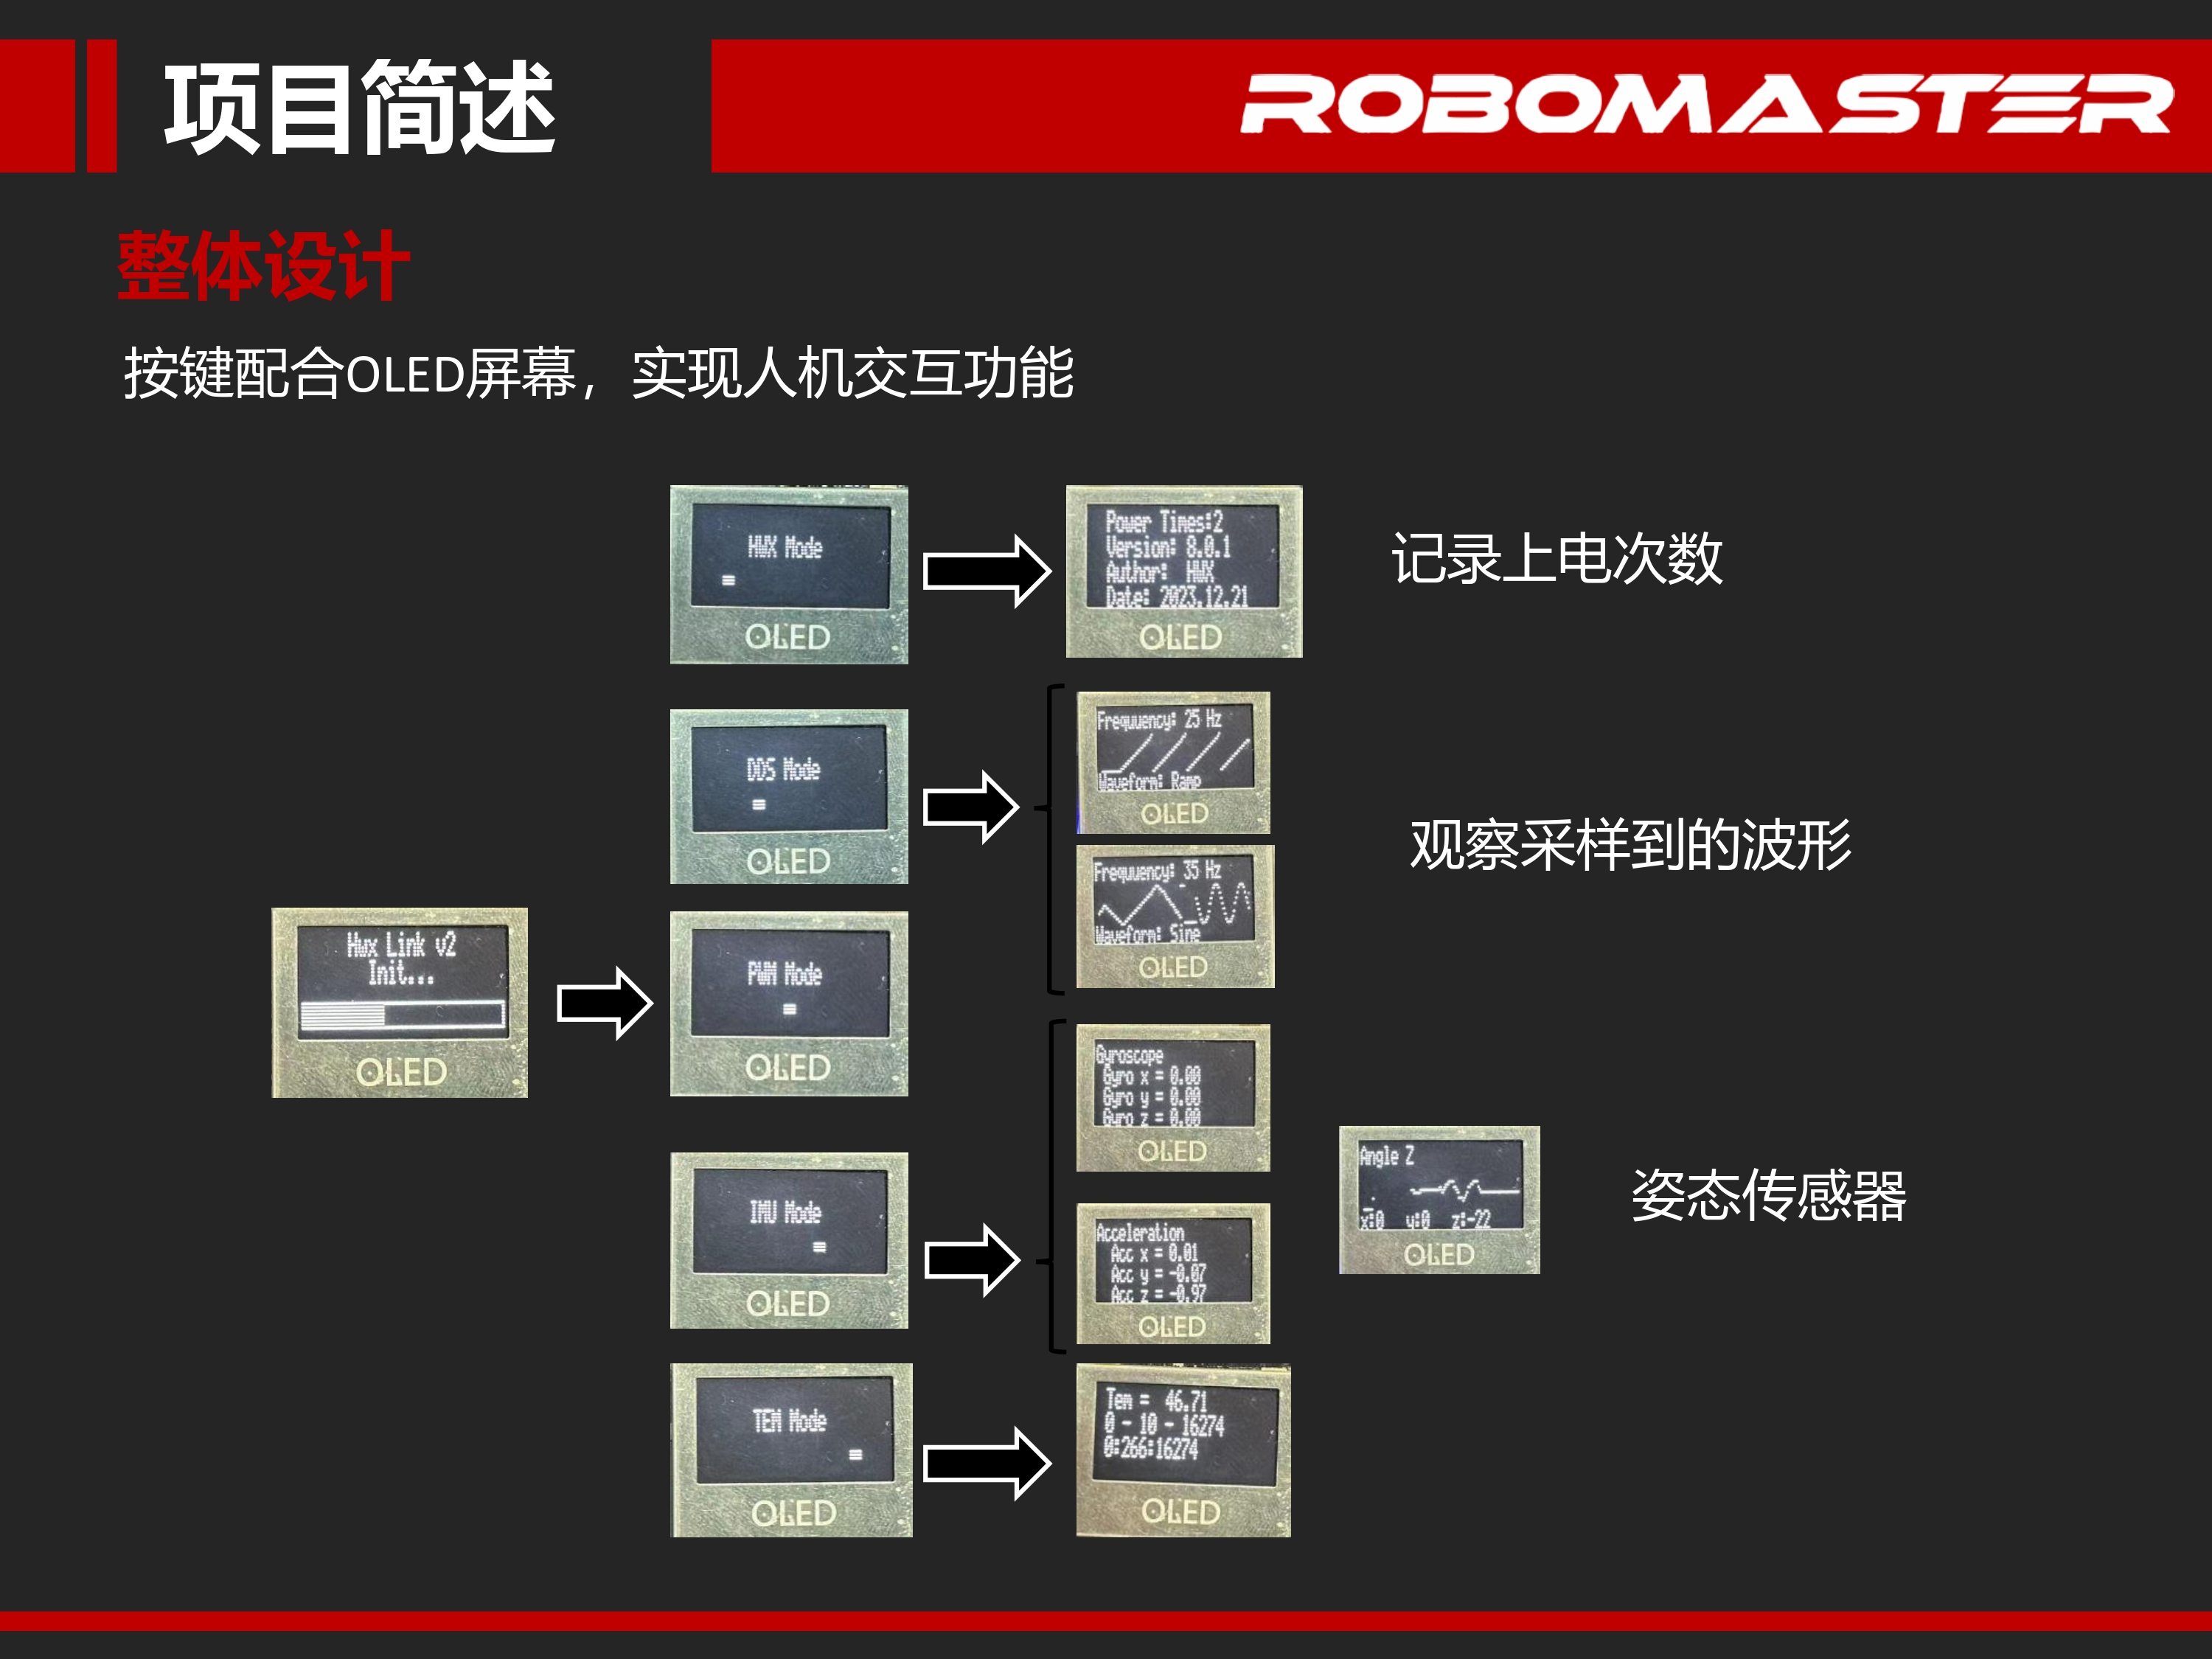 项目简述
ROBOMASTER
整体设计
按键配合OLED屏幕，实现人机交互功能
HWX Mode
OLED
Power Times:2
Version: 8.0.1
Author: HWX
Date: 2023.12.21
OLED
记录上电次数
DDS Mode
OLED
Frequuency: 25 Hz
Waveform: Ramp
OLED
Frequuency: 35 Hz
Waveform: Sine
OLED
观察采样到的波形
Hwx Link v2
Init...
OLED
PWM Mode
OLED
IMU Mode
OLED
Gyroscope
Gyro x = 0.00
Gyro y = 0.00
Gyro z = 0.00
OLED
Acceleration
Acc x = 0.01
Acc y = -0.07
Acc z = -0.97
OLED
Angle Z
x:0 y:0 z:-22
OLED
姿态传感器
TEM Mode
OLED
Tem = 46.71
0 - 10 - 16274
0:266:16274
OLED